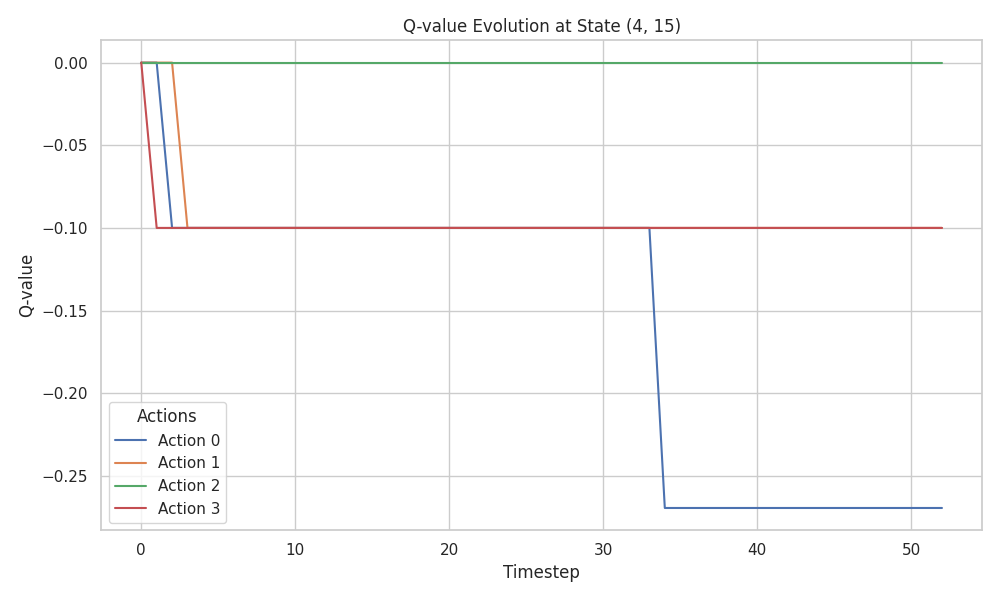 Q-value Evolution at State (4, 15)
0.00
−0.05
−0.10
−0.15
−0.20
−0.25
Q-value
Actions
Action 0
Action 1
Action 2
Action 3
0 10 20 30 40 50
Timestep